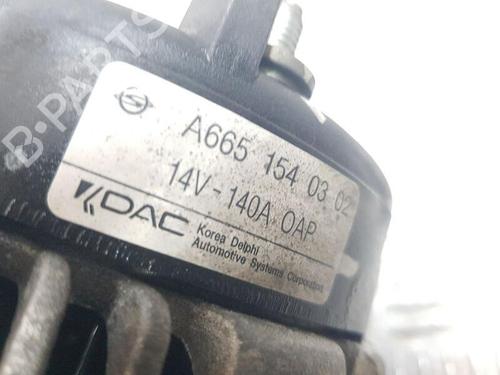 A665 154 03 02
14V-140A OAP
KDAC Korea Delphi
Automotive Systems Corporation
B-PARTS